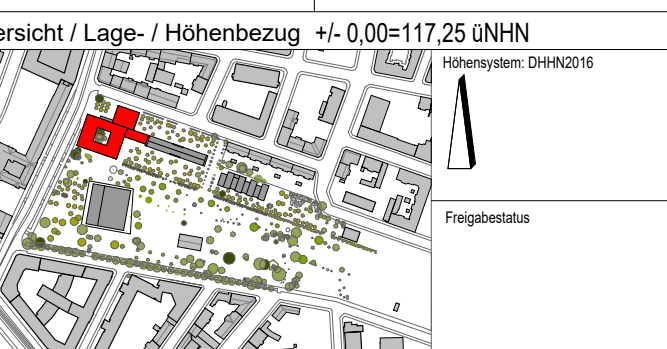 ersicht / Lage- / Höhenbezug +/- 0,00=117,25 üNHN
Höhensystem: DHHN2016
Freigabestatus